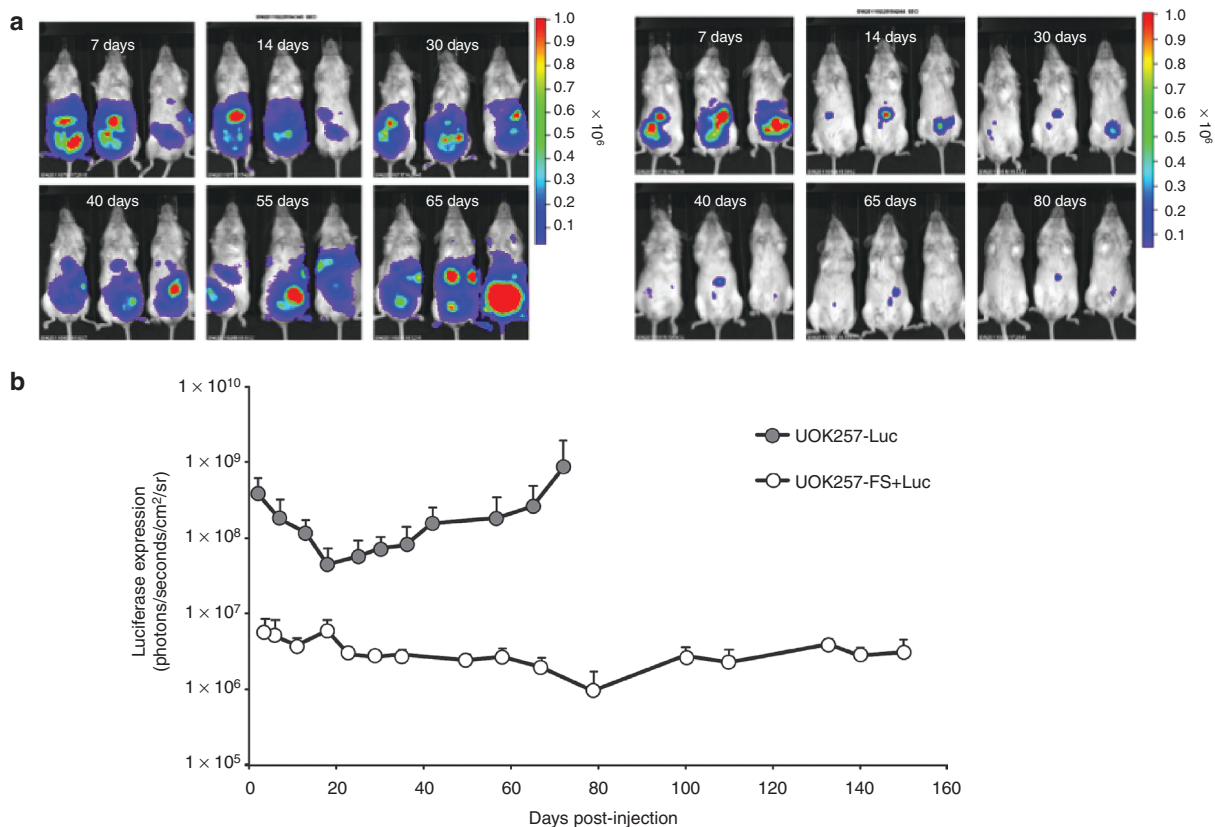 a
7 days
14 days
30 days
40 days
55 days
65 days
1.0
0.9
0.8
0.7
0.6
0.5
0.4
0.3
0.2
0.1
× 10⁶
7 days
14 days
30 days
40 days
65 days
80 days
1.0
0.9
0.8
0.7
0.6
0.5
0.4
0.3
0.2
0.1
× 10⁶
b
1 × 10¹⁰
1 × 10⁹
1 × 10⁸
1 × 10⁷
1 × 10⁶
1 × 10⁵
Luciferase expression
(photons/seconds/cm²/sr)
UOK257-Luc
UOK257-FS+Luc
0 20 40 60 80 100 120 140 160
Days post-injection